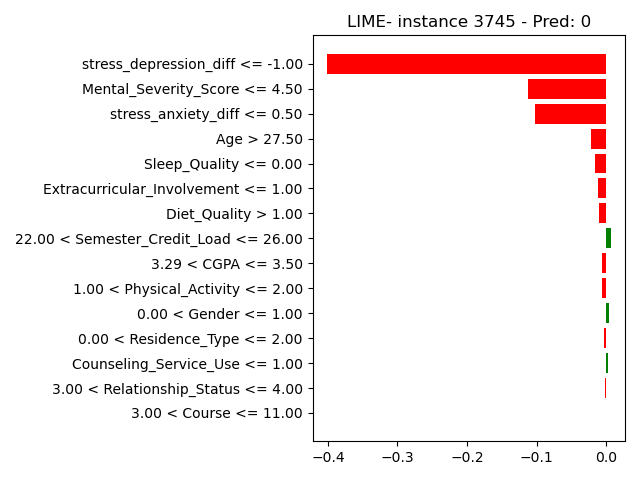 LIME- instance 3745 - Pred: 0
stress_depression_diff <= -1.00
Mental_Severity_Score <= 4.50
stress_anxiety_diff <= 0.50
Age > 27.50
Sleep_Quality <= 0.00
Extracurricular_Involvement <= 1.00
Diet_Quality > 1.00
22.00 < Semester_Credit_Load <= 26.00
3.29 < CGPA <= 3.50
1.00 < Physical_Activity <= 2.00
0.00 < Gender <= 1.00
0.00 < Residence_Type <= 2.00
Counseling_Service_Use <= 1.00
3.00 < Relationship_Status <= 4.00
3.00 < Course <= 11.00
−0.4 −0.3 −0.2 −0.1 0.0